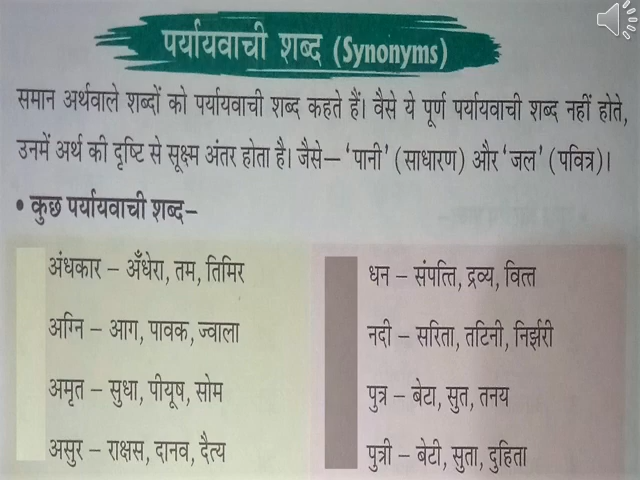 पर्यायवाची शब्द (Synonyms)
समान अर्थवाले शब्दों को पर्यायवाची शब्द कहते हैं। वैसे ये पूर्ण पर्यायवाची शब्द नहीं होते,
उनमें अर्थ की दृष्टि से सूक्ष्म अंतर होता है। जैसे– 'पानी' (साधारण) और 'जल' (पवित्र)।
• कुछ पर्यायवाची शब्द–
अंधकार – अँधेरा, तम, तिमिर
अग्नि – आग, पावक, ज्वाला
अमृत – सुधा, पीयूष, सोम
असुर – राक्षस, दानव, दैत्य
धन – संपत्ति, द्रव्य, वित्त
नदी – सरिता, तटिनी, निर्झरी
पुत्र – बेटा, सुत, तनय
पुत्री – बेटी, सुता, दुहिता